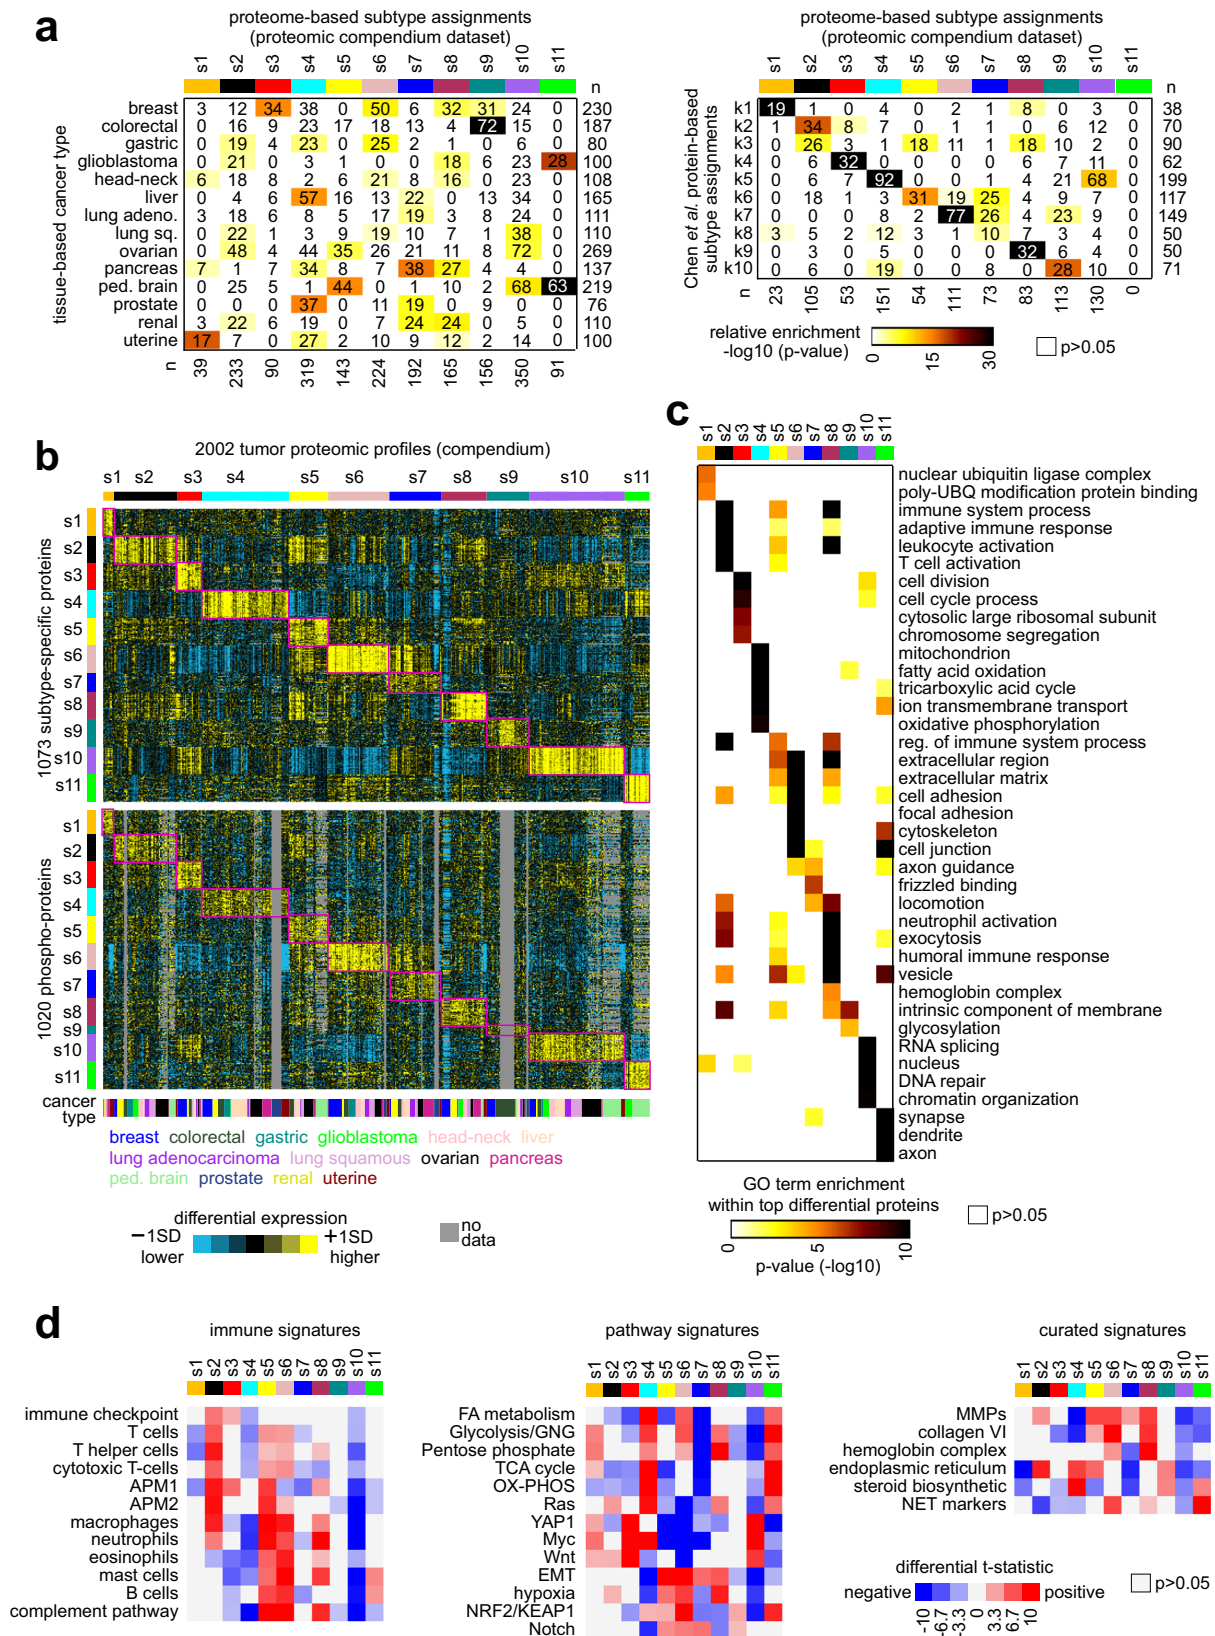 a
proteome-based subtype assignments
(proteomic compendium dataset)
s1 s2 s3 s4 s5 s6 s7 s8 s9 s10 s11 n
tissue-based cancer type
breast 3 12 34 38 0 50 6 32 31 24 0 230
colorectal 0 16 9 23 17 18 13 4 72 15 0 187
gastric 0 19 4 23 6 25 2 1 0 0 0 80
glioblastoma 0 21 0 3 1 0 0 18 6 23 28 100
head-neck 6 18 8 2 6 21 8 16 0 23 0 108
liver 0 4 6 57 16 13 22 0 13 34 0 165
lung adeno. 3 18 6 8 5 17 19 3 8 24 0 111
lung sq. 0 22 1 3 9 19 10 7 1 38 0 110
ovarian 0 48 4 44 35 26 21 11 8 72 0 269
pancreas 7 1 7 34 8 7 38 27 4 4 0 137
ped. brain 0 25 5 1 44 0 1 10 2 68 63 219
prostate 0 0 0 37 0 11 19 0 9 0 0 76
renal 3 22 6 19 0 7 24 24 0 5 0 110
uterine 17 7 0 27 2 10 9 12 2 14 0 100
n 39 233 90 319 143 224 192 165 156 350 91
proteome-based subtype assignments
(proteomic compendium dataset)
s1 s2 s3 s4 s5 s6 s7 s8 s9 s10 s11 n
Chen et al. protein-based
subtype assignments
k1 19 1 0 4 0 2 1 8 0 3 0 38
k2 1 34 8 7 0 1 1 0 6 12 0 70
k3 0 26 3 0 18 11 1 18 10 3 0 90
k4 0 6 32 0 0 0 6 0 7 11 0 62
k5 0 6 7 92 0 0 1 4 21 68 0 199
k6 0 18 1 3 31 19 25 4 9 7 0 117
k7 0 0 0 8 2 77 26 4 23 9 0 149
k8 3 5 2 12 3 1 10 7 3 4 0 50
k9 0 3 0 5 0 0 0 32 6 4 0 50
k10 0 6 0 19 0 0 8 0 28 10 0 71
n 23 105 53 151 54 111 73 83 113 130 0
relative enrichment
-log10 (p-value)
0 15 30
p>0.05
b
2002 tumor proteomic profiles (compendium)
s1 s2 s3 s4 s5 s6 s7 s8 s9 s10 s11
1073 subtype-specific proteins
s1
s2
s3
s4
s5
s6
s7
s8
s9
s10
s11
1020 phospho-proteins
s1
s2
s3
s4
s5
s6
s7
s8
s9
s10
s11
cancer
type
breast colorectal gastric glioblastoma head-neck liver
lung adenocarcinoma lung squamous ovarian pancreas
ped. brain prostate renal uterine
differential expression
−1SD
lower
+1SD
higher
no
data
c
s1 s2 s3 s4 s5 s6 s7 s8 s9 s10 s11
nuclear ubiquitin ligase complex
poly-UBQ modification protein binding
immune system process
adaptive immune response
leukocyte activation
T cell activation
cell division
cell cycle process
cytosolic large ribosomal subunit
chromosome segregation
mitochondrion
fatty acid oxidation
tricarboxylic acid cycle
ion transmembrane transport
oxidative phosphorylation
reg. of immune system process
extracellular region
extracellular matrix
cell adhesion
focal adhesion
cytoskeleton
cell junction
axon guidance
frizzled binding
locomotion
neutrophil activation
exocytosis
humoral immune response
vesicle
hemoglobin complex
intrinsic component of membrane
glycosylation
RNA splicing
nucleus
DNA repair
chromatin organization
synapse
dendrite
axon
GO term enrichment
within top differential proteins
0 5 10
p-value (-log10)
p>0.05
d
immune signatures
s1 s2 s3 s4 s5 s6 s7 s8 s9 s10 s11
immune checkpoint
T cells
T helper cells
cytotoxic T-cells
APM1
APM2
macrophages
neutrophils
eosinophils
mast cells
B cells
complement pathway
pathway signatures
s1 s2 s3 s4 s5 s6 s7 s8 s9 s10 s11
FA metabolism
Glycolysis/GNG
Pentose phosphate
TCA cycle
OX-PHOS
Ras
YAP1
Myc
Wnt
EMT
hypoxia
NRF2/KEAP1
Notch
curated signatures
s1 s2 s3 s4 s5 s6 s7 s8 s9 s10 s11
MMPs
collagen VI
hemoglobin complex
endoplasmic reticulum
steroid biosynthetic
NET markers
differential t-statistic
negative positive
-10 -6.7 -3.3 0 3.3 6.7 10
p>0.05